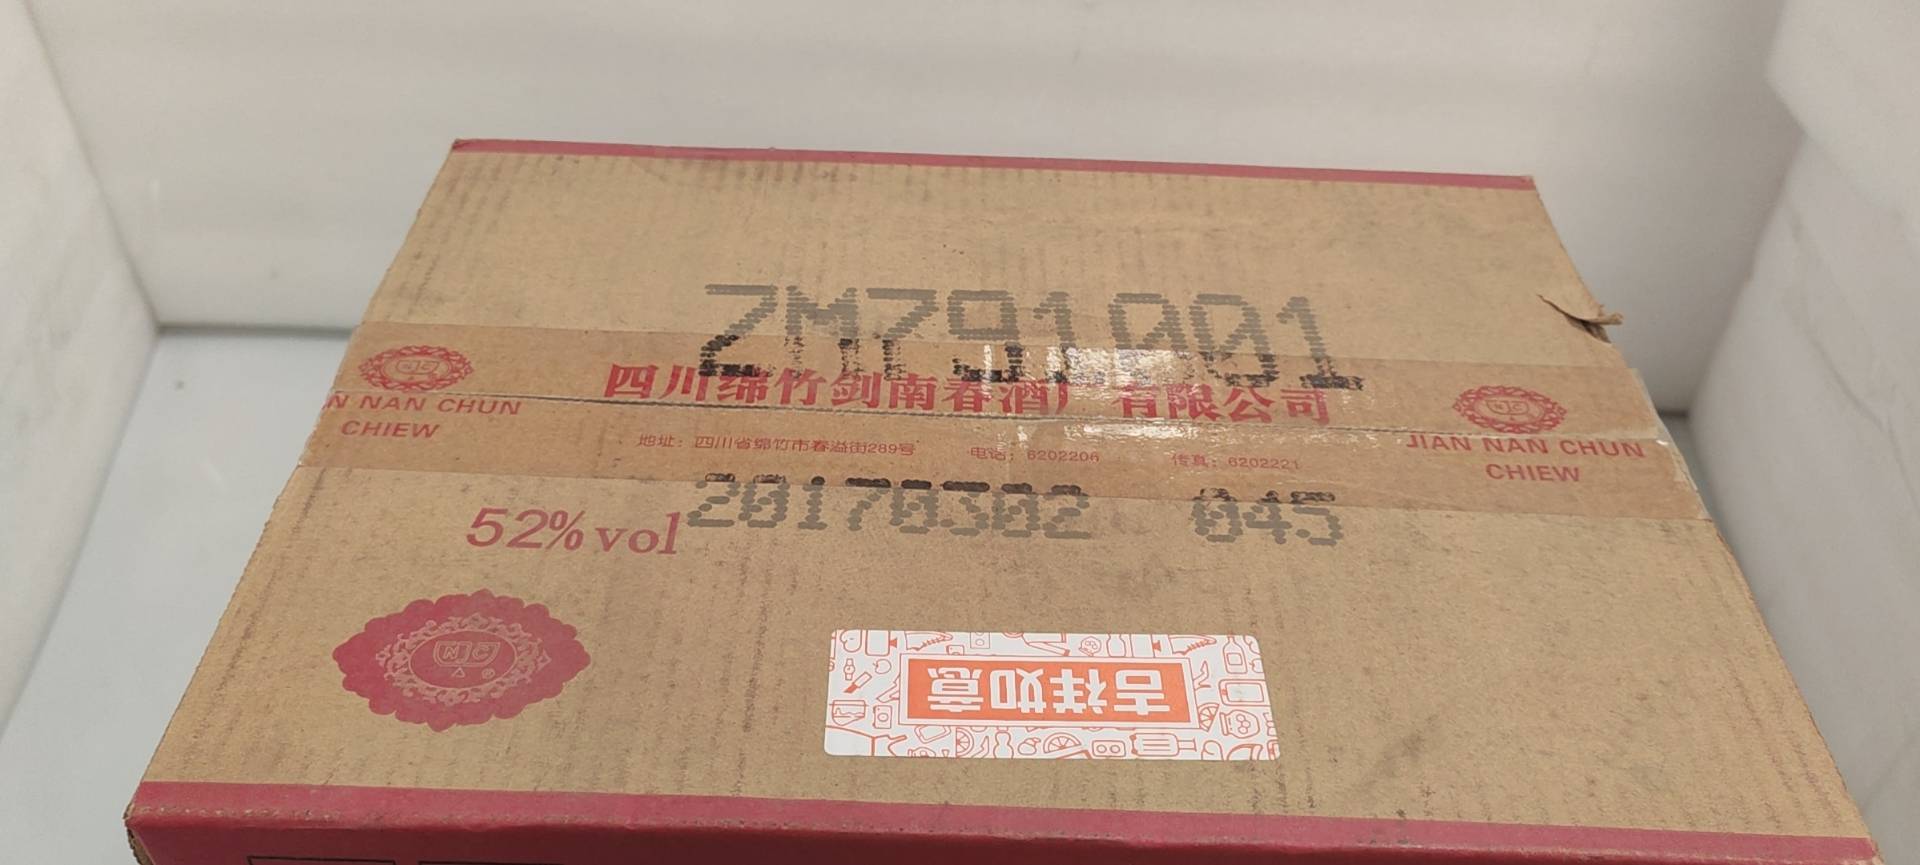 ZM791001
四川绵竹剑南春酒厂有限公司
N NAN CHUN
CHIEW
JIAN NAN CHUN
CHIEW
地址：四川省绵竹市春溢街289号 电话：6202206 传真：6202221
20170302 045
52% vol
NC
®
吉祥如意